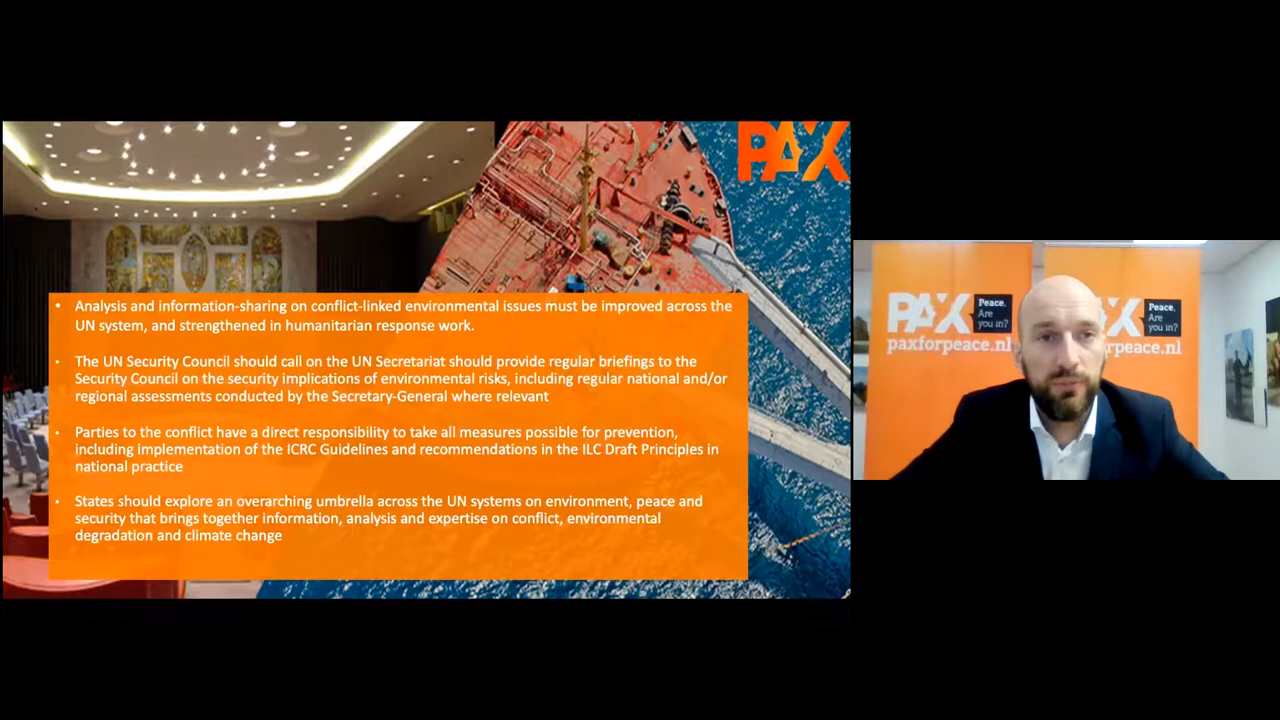 PAX
• Analysis and information-sharing on conflict-linked environmental issues must be improved across the
UN system, and strengthened in humanitarian response work.
• The UN Security Council should call on the UN Secretariat should provide regular briefings to the
Security Council on the security implications of environmental risks, including regular national and/or
regional assessments conducted by the Secretary-General where relevant
• Parties to the conflict have a direct responsibility to take all measures possible for prevention,
including implementation of the ICRC Guidelines and recommendations in the ILC Draft Principles in
national practice
• States should explore an overarching umbrella across the UN systems on environment, peace and
security that brings together information, analysis and expertise on conflict, environmental
degradation and climate change
PAX
Peace.
Are
you in?
paxforpeace.nl
X
Peace.
Are
you in?
rpeace.nl